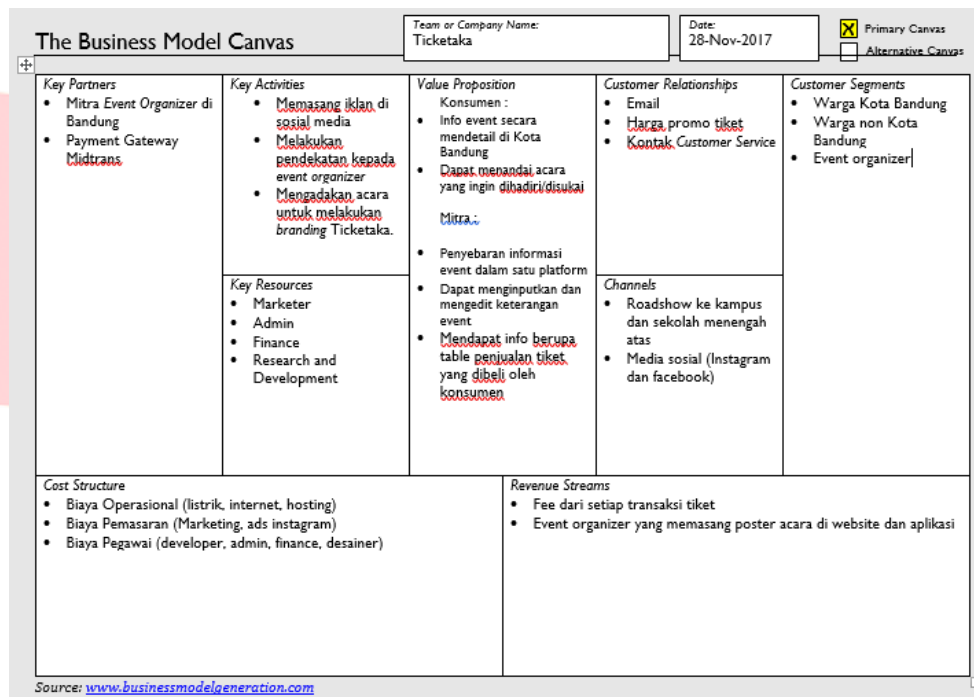 The Business Model Canvas
Team or Company Name:
Ticketaka
Date:
28-Nov-2017
X Primary Canvas
Alternative Canvas
Key Partners
• Mitra Event Organizer di
Bandung
• Payment Gateway
Midtrans
Key Activities
• Memasang iklan di
sosial media
• Melakukan
pendekatan kepada
event organizer
• Mengadakan acara
untuk melakukan
branding Ticketaka.
Key Resources
• Marketer
• Admin
• Finance
• Research and
Development
Value Proposition
Konsumen :
• Info event secara
mendetail di Kota
Bandung
• Dapat menandai acara
yang ingin dihadiri/disukai
Mitra :
• Penyebaran informasi
event dalam satu platform
• Dapat menginputkan dan
mengedit keterangan
event
• Mendapat info berupa
table penjualan tiket
yang dibeli oleh
konsumen
Customer Relationships
• Email
• Harga promo tiket
• Kontak Customer Service
Channels
• Roadshow ke kampus
dan sekolah menengah
atas
• Media sosial (Instagram
dan facebook)
Customer Segments
• Warga Kota Bandung
• Warga non Kota
Bandung
• Event organizer
Cost Structure
• Biaya Operasional (listrik, internet, hosting)
• Biaya Pemasaran (Marketing, ads instagram)
• Biaya Pegawai (developer, admin, finance, desainer)
Revenue Streams
• Fee dari setiap transaksi tiket
• Event organizer yang memasang poster acara di website dan aplikasi
Source: www.businessmodelgeneration.com